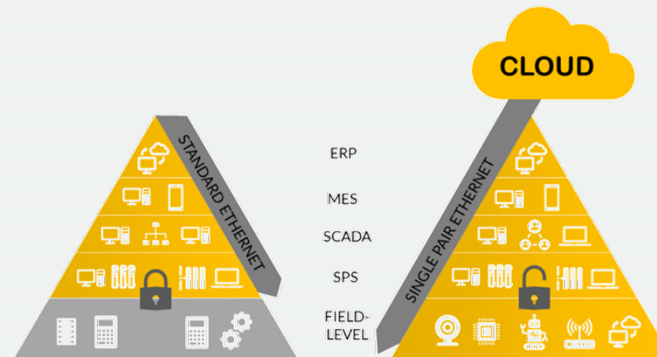 CLOUD
STANDARD ETHERNET
ERP
MES
SCADA
SPS
FIELD-
LEVEL
SINGLE PAIR ETHERNET